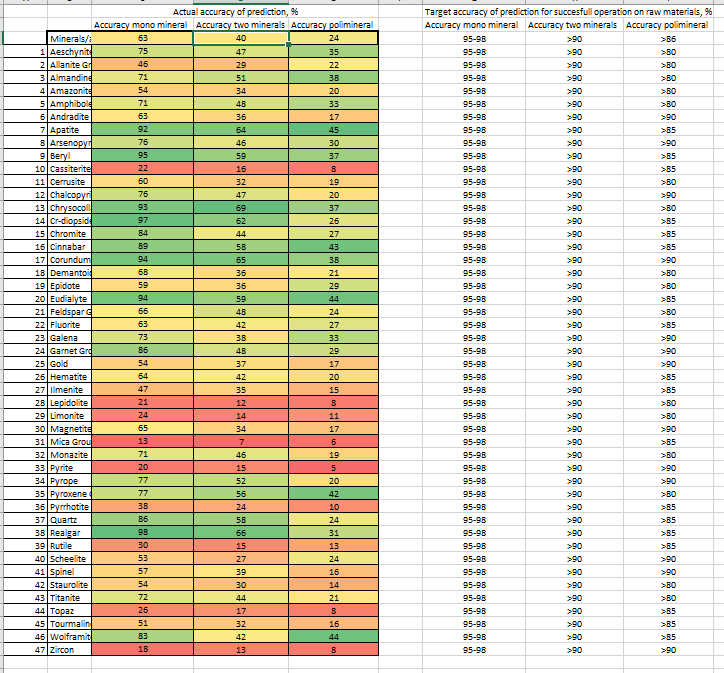 Actual accuracy of prediction, % Target accuracy of prediction for succesfull operation on raw materials, %
Accuracy mono mineral Accuracy two minerals Accuracy polimineral Accuracy mono mineral Accuracy two minerals Accuracy polimineral
Minerals/a 63 40 24 95-98 >90 >86
1 Aeschynite 75 47 35 95-98 >90 >80
2 Allanite Gr 46 29 22 95-98 >90 >80
3 Almandine 71 51 38 95-98 >90 >80
4 Amazonite 54 34 20 95-98 >90 >80
5 Amphibole 71 48 33 95-98 >90 >80
6 Andradite 63 36 17 95-98 >90 >80
7 Apatite 92 64 45 95-98 >90 >85
8 Arsenopyr 76 46 30 95-98 >90 >90
9 Beryl 95 59 37 95-98 >90 >85
10 Cassiterite 22 16 8 95-98 >90 >85
11 Cerrusite 60 32 19 95-98 >90 >80
12 Chalcopyri 76 47 20 95-98 >90 >90
13 Chrysocoll 93 69 37 95-98 >90 >80
14 Cr-diopside 97 62 26 95-98 >90 >85
15 Chromite 84 44 27 95-98 >90 >85
16 Cinnabar 89 58 43 95-98 >90 >85
17 Corundum 94 65 38 95-98 >90 >90
18 Demantoid 68 36 21 95-98 >90 >80
19 Epidote 59 36 29 95-98 >90 >80
20 Eudialyte 94 59 44 95-98 >90 >85
21 Feldspar G 66 48 24 95-98 >90 >80
22 Fluorite 63 42 27 95-98 >90 >85
23 Galena 73 38 33 95-98 >90 >90
24 Garnet Gro 86 48 29 95-98 >90 >90
25 Gold 54 37 17 95-98 >90 >90
26 Hematite 64 42 20 95-98 >90 >85
27 Ilmenite 47 35 15 95-98 >90 >85
28 Lepidolite 21 12 8 95-98 >90 >80
29 Limonite 24 14 11 95-98 >90 >80
30 Magnetite 65 34 17 95-98 >90 >90
31 Mica Grou 13 7 6 95-98 >90 >85
32 Monazite 71 46 19 95-98 >90 >80
33 Pyrite 20 15 5 95-98 >90 >90
34 Pyrope 77 52 20 95-98 >90 >90
35 Pyroxene 77 56 42 95-98 >90 >80
36 Pyrrhotite 38 24 10 95-98 >90 >80
37 Quartz 86 58 24 95-98 >90 >85
38 Realgar 98 66 31 95-98 >90 >85
39 Rutile 30 15 13 95-98 >90 >85
40 Scheelite 53 27 24 95-98 >90 >90
41 Spinel 57 39 16 95-98 >90 >85
42 Staurolite 54 30 14 95-98 >90 >80
43 Titanite 72 44 21 95-98 >90 >80
44 Topaz 26 17 8 95-98 >90 >85
45 Tourmalin 51 32 16 95-98 >90 >85
46 Wolframit 83 42 44 95-98 >90 >85
47 Zircon 18 13 8 95-98 >90 >90